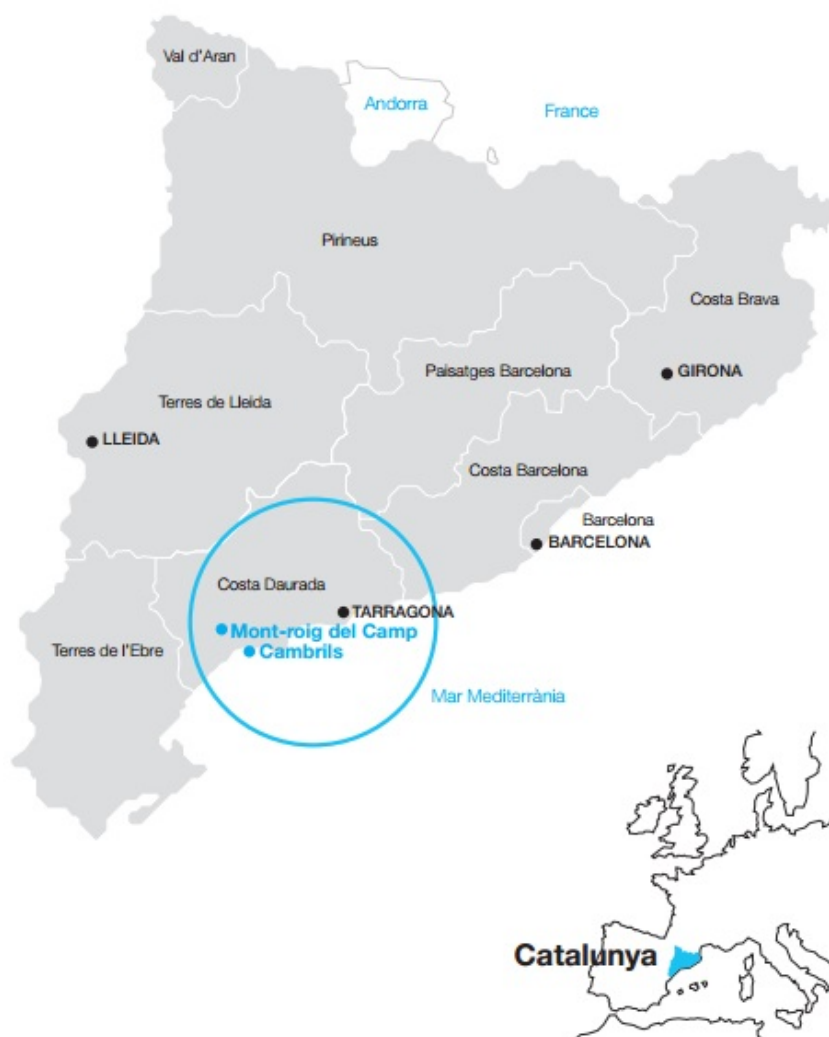 Val d'Aran
Andorra
France
Pirineus
Costa Brava
Paisatges Barcelona
GIRONA
Terres de Lleida
LLEIDA
Costa Barcelona
Barcelona
BARCELONA
Costa Daurada
TARRAGONA
Mont-roig del Camp
Cambrils
Terres de l'Ebre
Mar Mediterrània
Catalunya